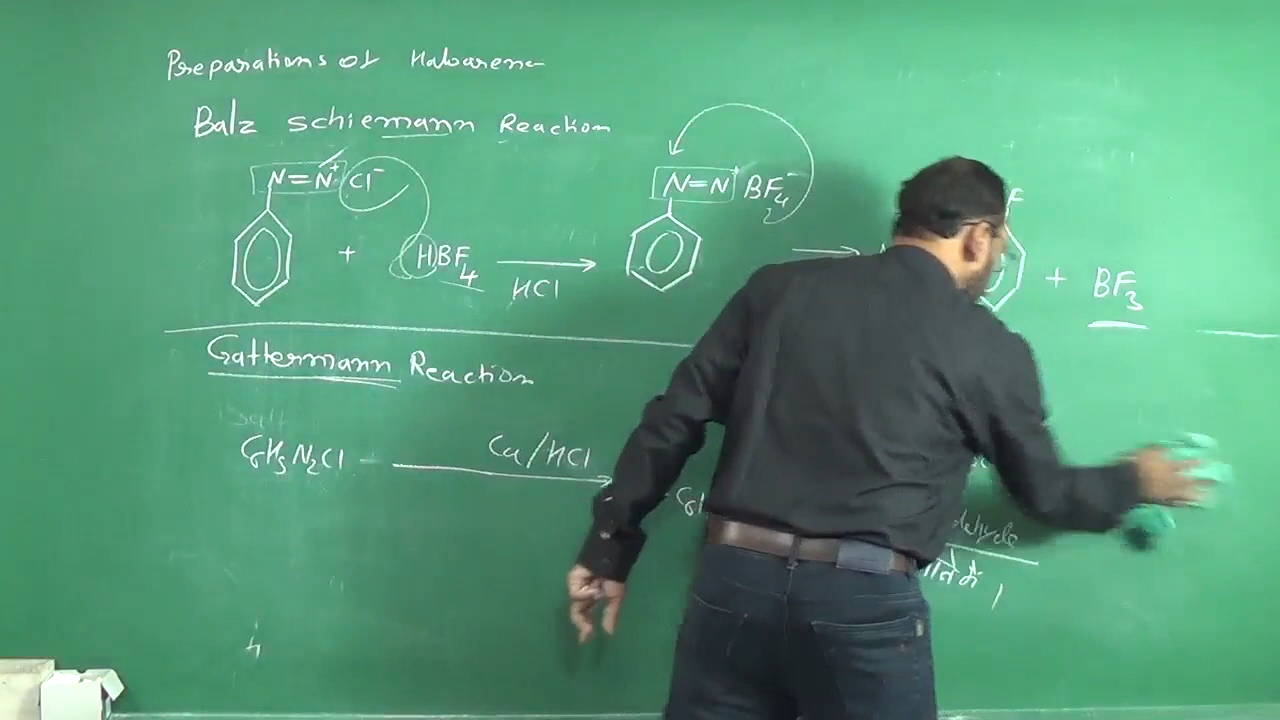 Preparations of Haloarene
Balz schiemann Reaction
N=N⁺ Cl⁻
N=N⁺ BF₄⁻
F
+ HBF₄
HCl
+ BF₃
Gattermann Reaction
C₆H₅N₂Cl
Cu/HCl